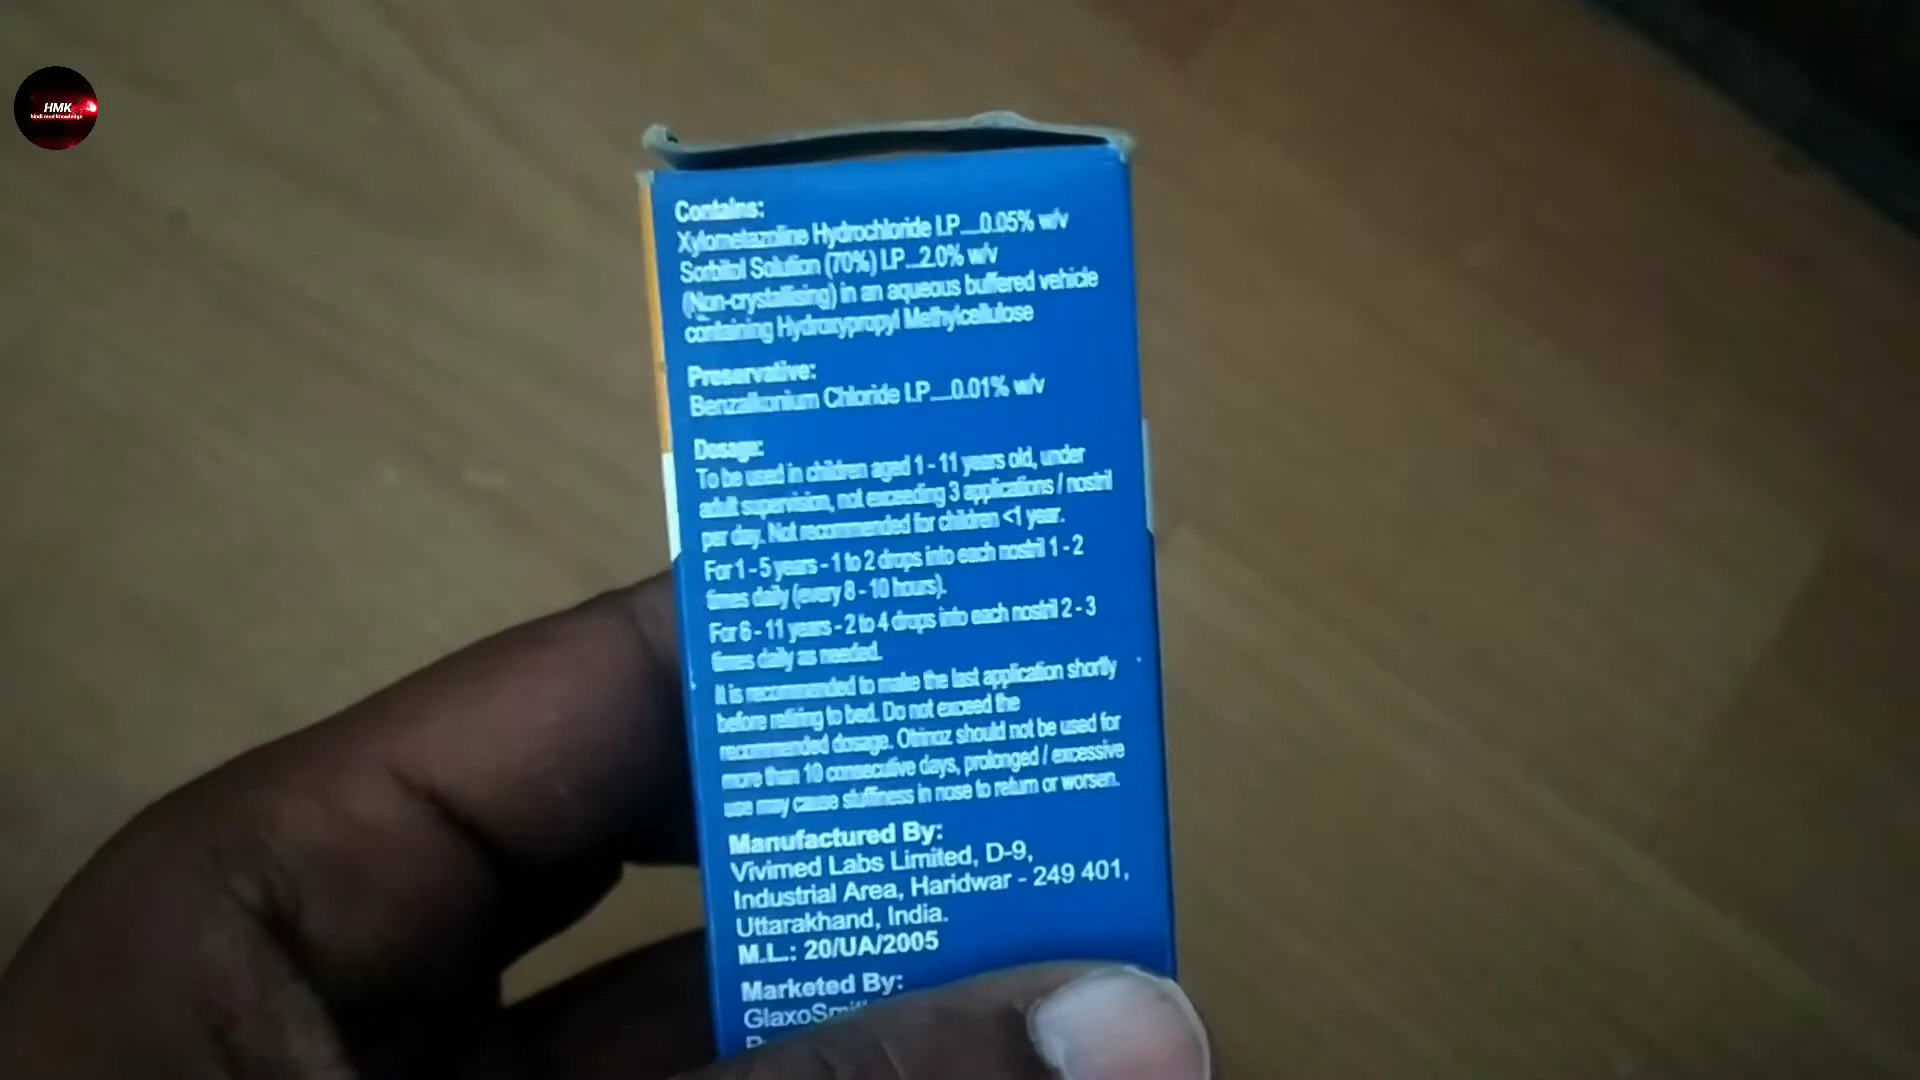 HMK
hindi med knowledge
Contains:
Xylometazoline Hydrochloride I.P.....0.05% w/v
Sorbitol Solution (70%) I.P....2.0% w/v
(Non-crystallising) in an aqueous buffered vehicle
containing Hydroxypropyl Methylcellulose
Preservative:
Benzalkonium Chloride I.P.....0.01% w/v
Dosage:
To be used in children aged 1 - 11 years old, under
adult supervision, not exceeding 3 applications / nostril
per day. Not recommended for children <1 year.
For 1 - 5 years - 1 to 2 drops into each nostril 1 - 2
times daily (every 8 - 10 hours).
For 6 - 11 years - 2 to 4 drops into each nostril 2 - 3
times daily as needed.
It is recommended to make the last application shortly
before retiring to bed. Do not exceed the
recommended dosage. Otrinoz should not be used for
more than 10 consecutive days, prolonged / excessive
use may cause stuffiness in nose to return or worsen.
Manufactured By:
Vivimed Labs Limited, D-9,
Industrial Area, Haridwar - 249 401,
Uttarakhand, India.
M.L.: 20/UA/2005
Marketed By: